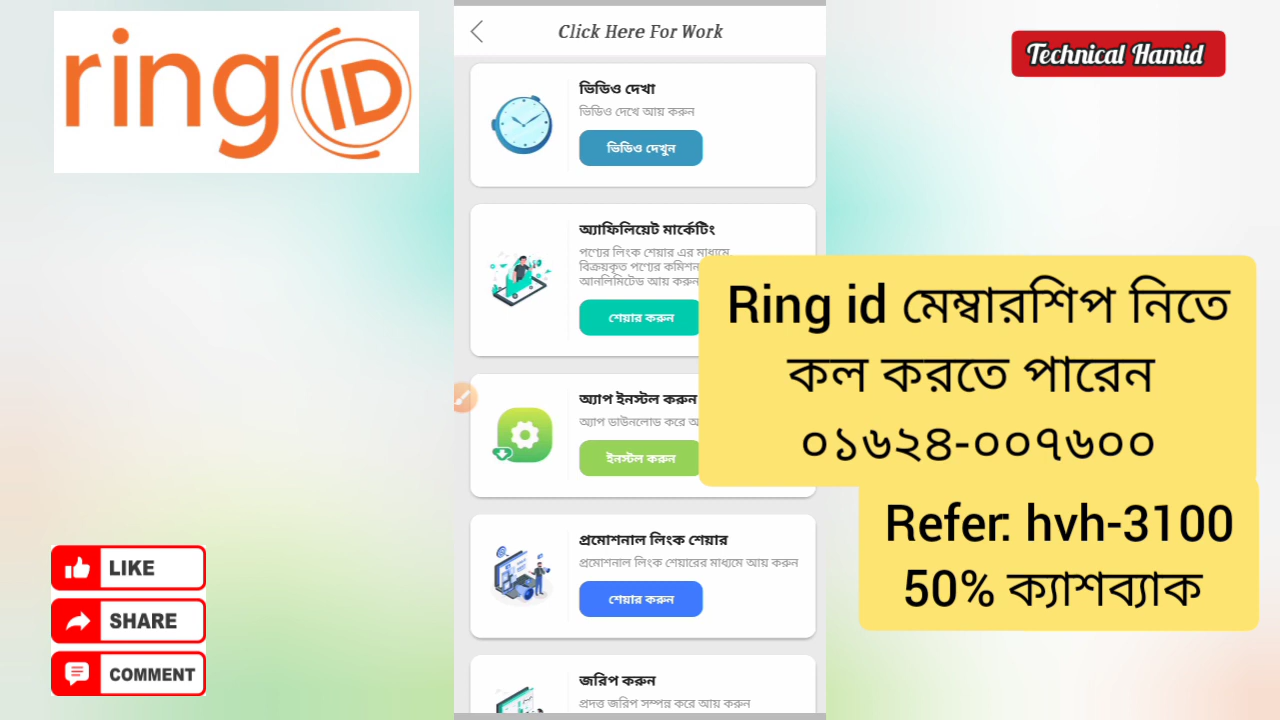 ring ID
Click Here For Work
Technical Hamid
ভিডিও দেখা
ভিডিও দেখে আয় করুন
ভিডিও দেখুন
অ্যাফিলিয়েট মার্কেটিং
পণ্যের লিংক শেয়ার এর মাধ্যমে
বিক্রয়কৃত পণ্যের কমিশন
আনলিমিটেড আয় করুন
শেয়ার করুন
Ring id মেম্বারশিপ নিতে
কল করতে পারেন
০১৬২৪-০০৭৬০০
অ্যাপ ইনস্টল করুন
অ্যাপ ডাউনলোড করে
ইনস্টল করুন
Refer: hvh-3100
50% ক্যাশব্যাক
প্রমোশনাল লিংক শেয়ার
প্রমোশনাল লিংক শেয়ারের মাধ্যমে আয় করুন
শেয়ার করুন
জরিপ করুন
প্রদত্ত জরিপ সম্পন্ন করে আয় করুন
LIKE
SHARE
COMMENT